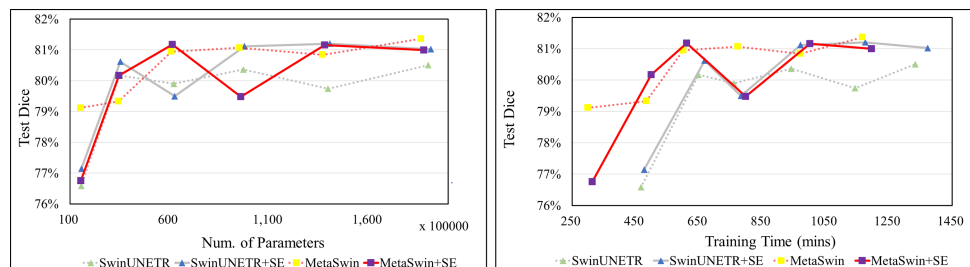 82%
81%
80%
79%
78%
77%
76%
Test Dice
100 600 1,100 1,600
x 100000
Num. of Parameters
SwinUNETR SwinUNETR+SE MetaSwin MetaSwin+SE
82%
81%
80%
79%
78%
77%
76%
Test Dice
250 450 650 850 1050 1250 1450
Training Time (mins)
SwinUNETR SwinUNETR+SE MetaSwin MetaSwin+SE